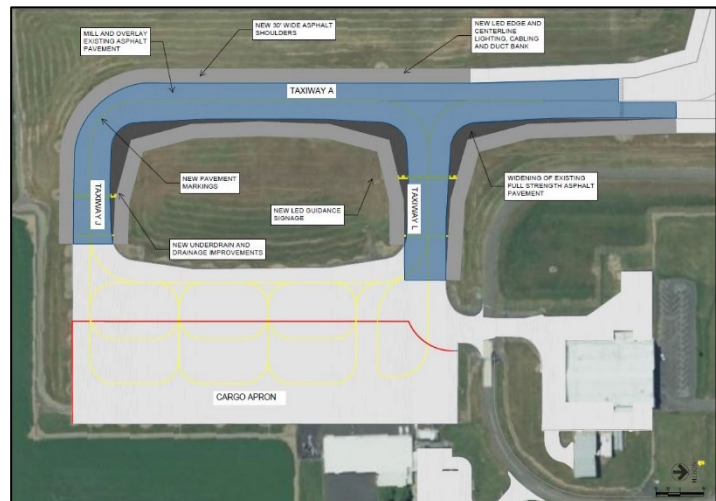 MILL AND OVERLAY
EXISTING ASPHALT
PAVEMENT
NEW 30' WIDE ASPHALT
SHOULDERS
NEW LED EDGE AND
CENTERLINE
LIGHTING, CABLING
AND DUCT BANK
TAXIWAY A
NEW PAVEMENT
MARKINGS
TAXIWAY J
NEW LED GUIDANCE
SIGNAGE
TAXIWAY L
WIDENING OF EXISTING
FULL STRENGTH ASPHALT
PAVEMENT
NEW UNDERDRAIN AND
DRAINAGE IMPROVEMENTS
CARGO APRON
NORTH